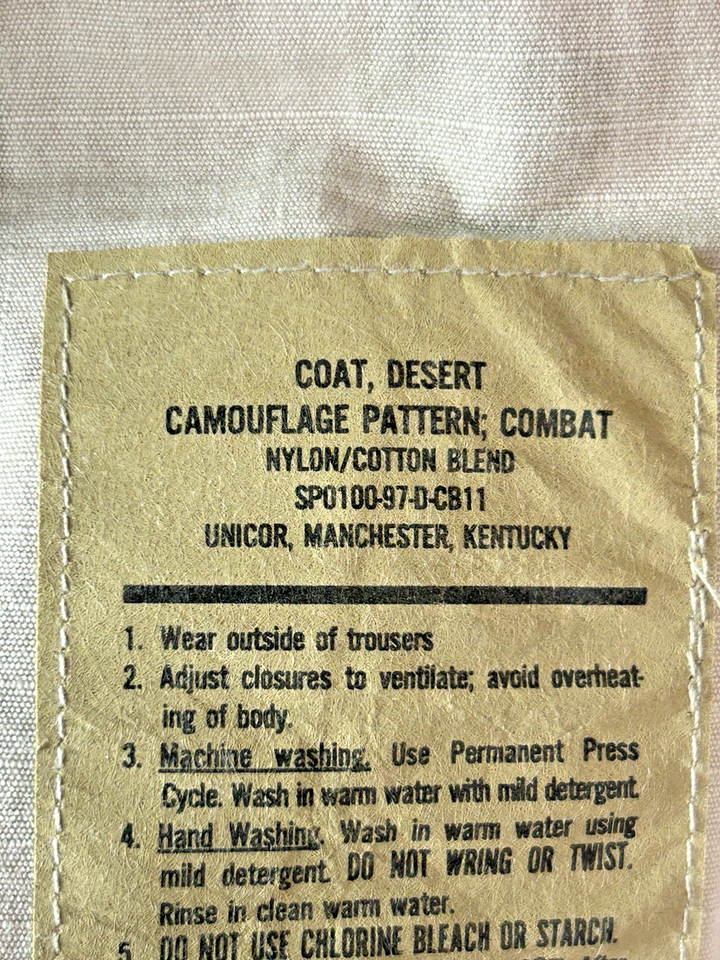 COAT, DESERT
CAMOUFLAGE PATTERN; COMBAT
NYLON/COTTON BLEND
SP0100-97-D-CB11
UNICOR, MANCHESTER, KENTUCKY
1. Wear outside of trousers
2. Adjust closures to ventilate; avoid overheat-
ing of body.
3. Machine washing. Use Permanent Press
Cycle. Wash in warm water with mild detergent.
4. Hand Washing. Wash in warm water using
mild detergent. DO NOT WRING OR TWIST.
Rinse in clean warm water.
5 DO NOT USE CHLORINE BLEACH OR STARCH.